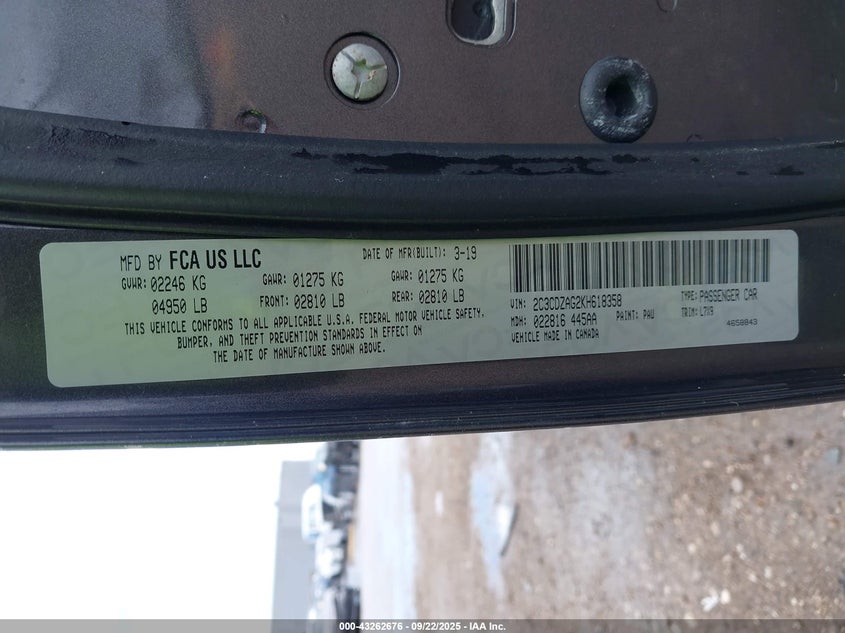 MFD BY FCA US LLC
DATE OF MFR(BUILT): 3-19
GVWR: 02246 KG GAWR: 01275 KG GAWR: 01275 KG
04950 LB FRONT: 02810 LB REAR: 02810 LB
THIS VEHICLE CONFORMS TO ALL APPLICABLE U.S.A. FEDERAL MOTOR VEHICLE SAFETY,
BUMPER, AND THEFT PREVENTION STANDARDS IN EFFECT ON
THE DATE OF MANUFACTURE SHOWN ABOVE.
VIN: 2C3CDZAG2KH618358 TYPE: PASSENGER CAR
MDH: 022816 445AA PAINT: PAU TRIM: L7X9
VEHICLE MADE IN CANADA 4658843
000-43262676 - 09/22/2025 - IAA Inc.